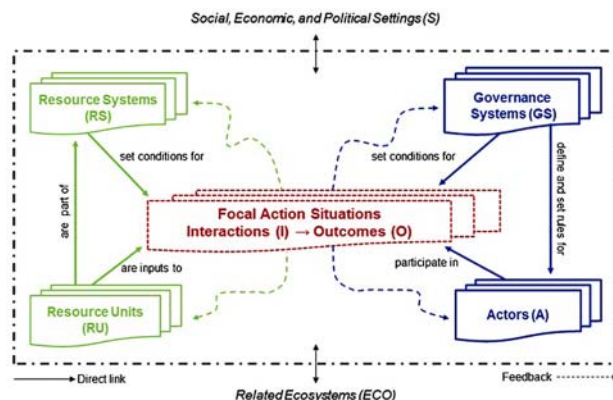 Social, Economic, and Political Settings (S)
Resource Systems
(RS)
Governance
Systems (GS)
set conditions for
set conditions for
are part of
define and set rules for
Focal Action Situations
Interactions (I) → Outcomes (O)
are inputs to
participate in
Resource Units
(RU)
Actors (A)
Direct link
Feedback
Related Ecosystems (ECO)